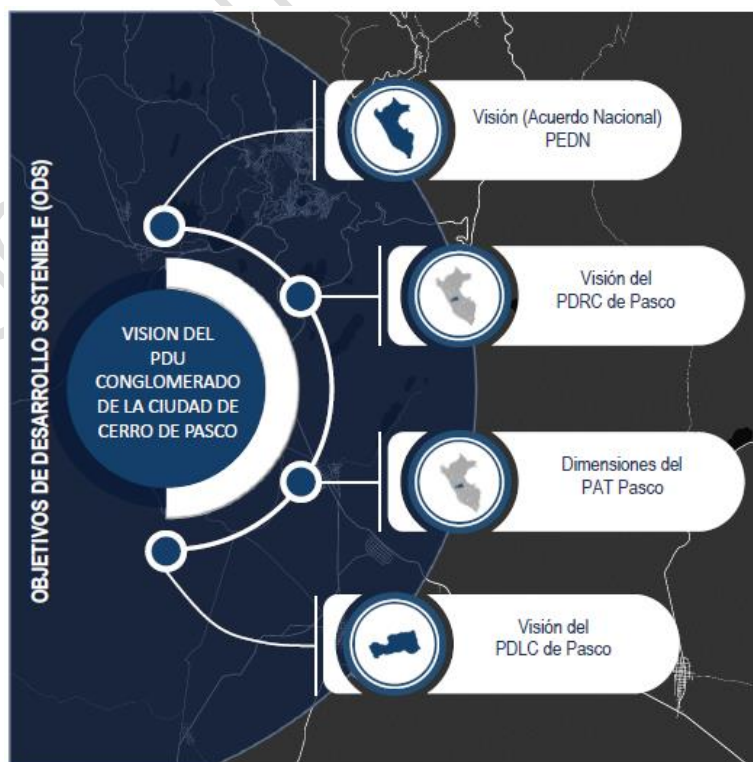 OBJETIVOS DE DESARROLLO SOSTENIBLE (ODS)
VISION DEL
PDU
CONGLOMERADO
DE LA CIUDAD DE
CERRO DE PASCO
Visión (Acuerdo Nacional)
PEDN
Visión del
PDRC de Pasco
Dimensiones del
PAT Pasco
Visión del
PDLC de Pasco